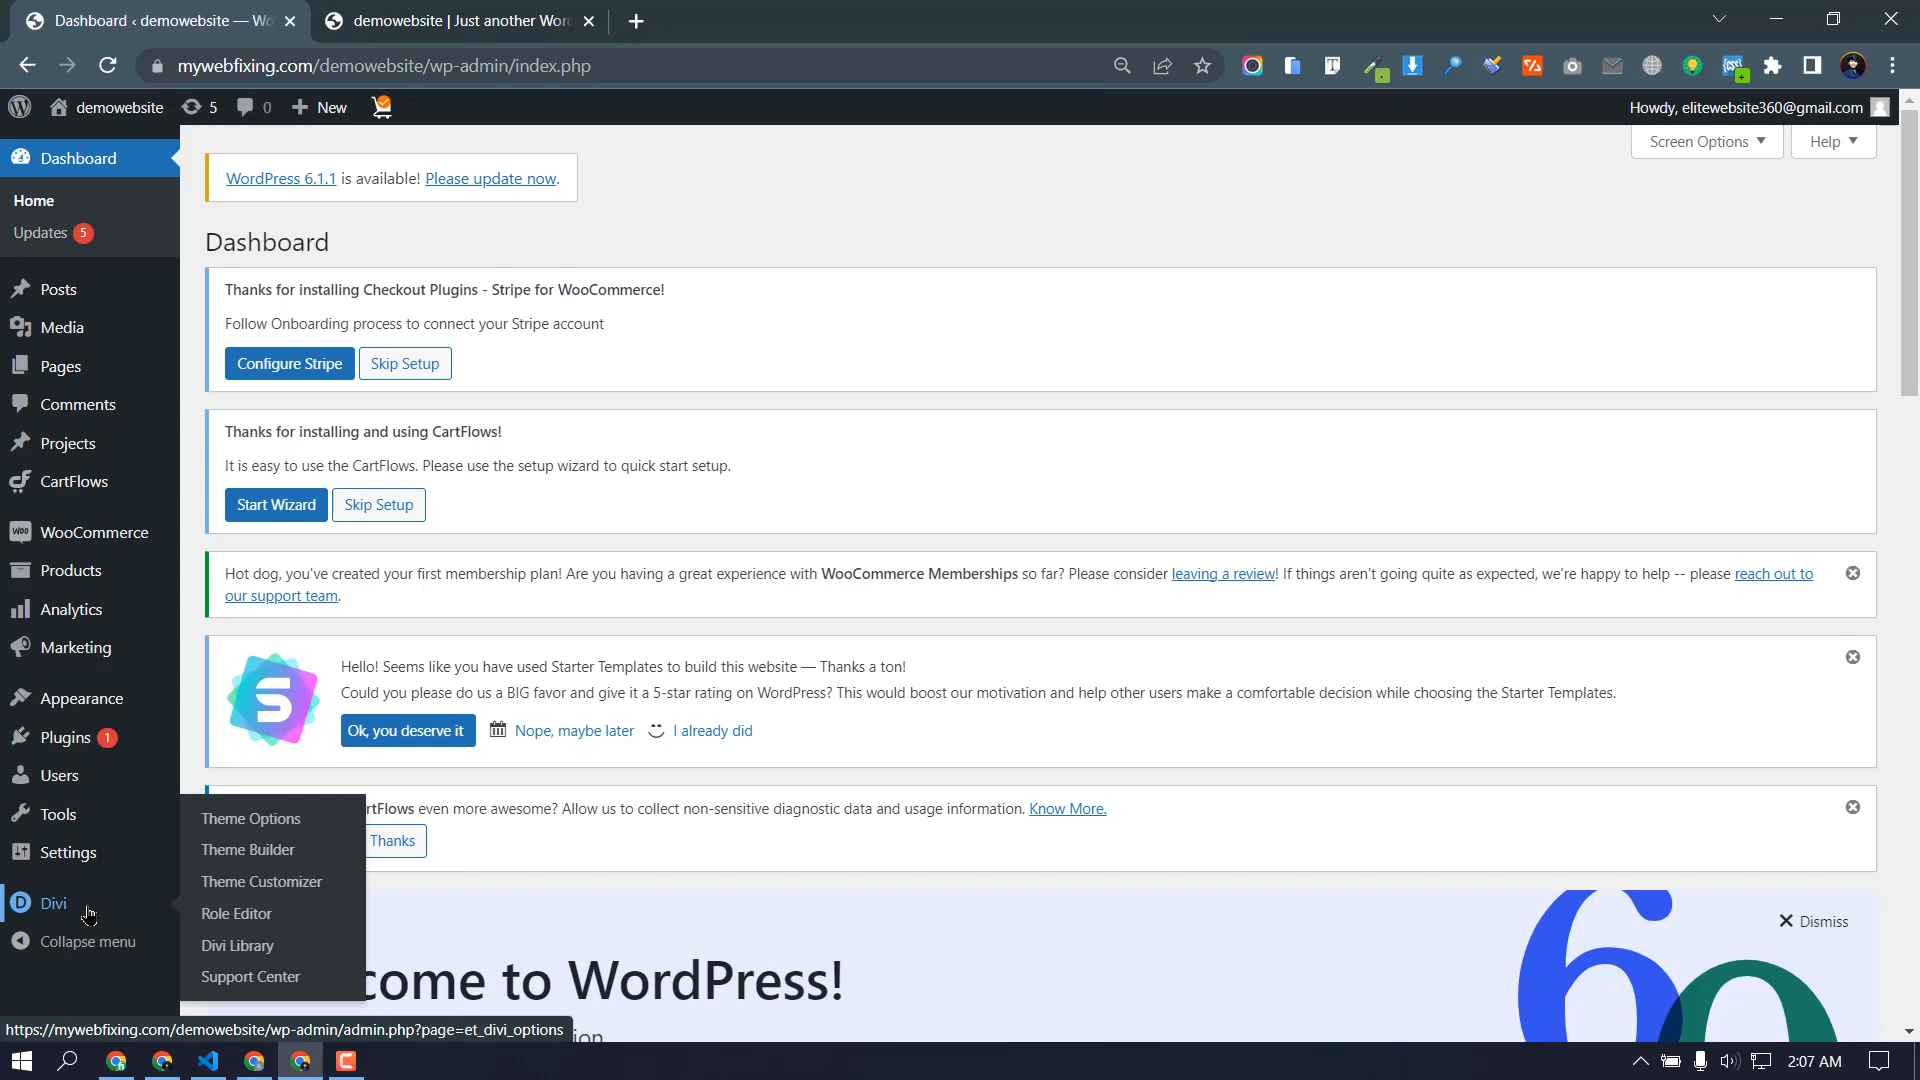 Dashboard ‹ demowebsite — Wo
demowebsite | Just another Word
mywebfixing.com/demowebsite/wp-admin/index.php
demowebsite
5
0
New
Howdy, elitewebsite360@gmail.com
Screen Options
Help
Dashboard
Home
Updates 5
Posts
Media
Pages
Comments
Projects
CartFlows
WooCommerce
Products
Analytics
Marketing
Appearance
Plugins 1
Users
Tools
Settings
Divi
Collapse menu
Theme Options
Theme Builder
Theme Customizer
Role Editor
Divi Library
Support Center
WordPress 6.1.1 is available! Please update now.
Dashboard
Thanks for installing Checkout Plugins - Stripe for WooCommerce!
Follow Onboarding process to connect your Stripe account
Configure Stripe
Skip Setup
Thanks for installing and using CartFlows!
It is easy to use the CartFlows. Please use the setup wizard to quick start setup.
Start Wizard
Skip Setup
Hot dog, you've created your first membership plan! Are you having a great experience with WooCommerce Memberships so far? Please consider leaving a review! If things aren't going quite as expected, we're happy to help -- please reach out to
our support team.
Hello! Seems like you have used Starter Templates to build this website — Thanks a ton!
Could you please do us a BIG favor and give it a 5-star rating on WordPress? This would boost our motivation and help other users make a comfortable decision while choosing the Starter Templates.
Ok, you deserve it
Nope, maybe later
I already did
rtFlows even more awesome? Allow us to collect non-sensitive diagnostic data and usage information. Know More.
Thanks
Dismiss
come to WordPress!
ion
https://mywebfixing.com/demowebsite/wp-admin/admin.php?page=et_divi_options
2:07 AM